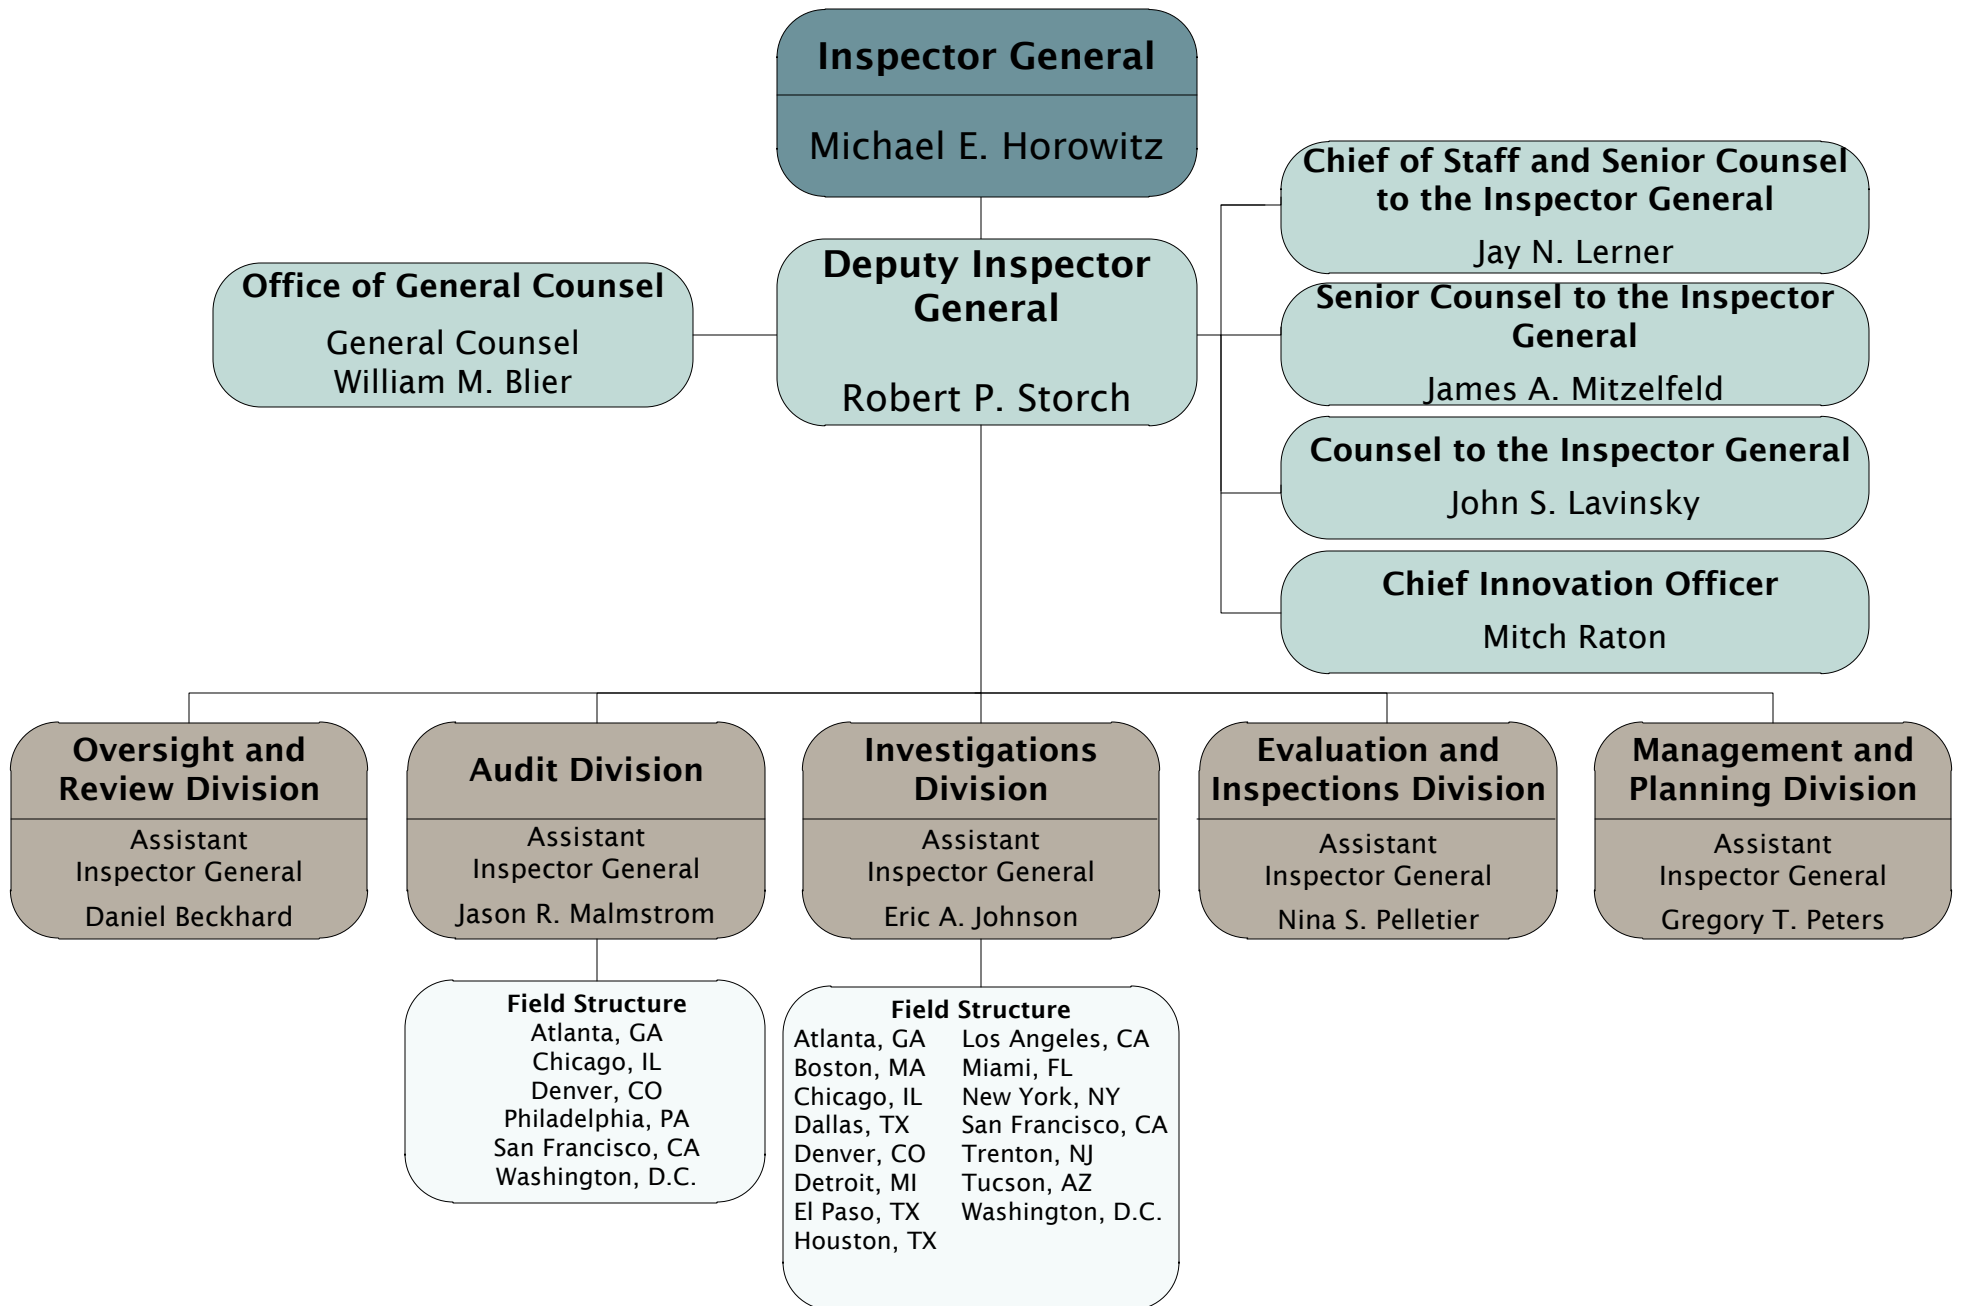 Inspector General
Michael E. Horowitz
Chief of Staff and Senior Counsel
to the Inspector General
Jay N. Lerner
Office of General Counsel
General Counsel
William M. Blier
Deputy Inspector
General
Robert P. Storch
Senior Counsel to the Inspector
General
James A. Mitzelfeld
Counsel to the Inspector General
John S. Lavinsky
Chief Innovation Officer
Mitch Raton
Oversight and
Review Division
Assistant
Inspector General
Daniel Beckhard
Audit Division
Assistant
Inspector General
Jason R. Malmstrom
Investigations
Division
Assistant
Inspector General
Eric A. Johnson
Evaluation and
Inspections Division
Assistant
Inspector General
Nina S. Pelletier
Management and
Planning Division
Assistant
Inspector General
Gregory T. Peters
Field Structure
Atlanta, GA
Chicago, IL
Denver, CO
Philadelphia, PA
San Francisco, CA
Washington, D.C.
Field Structure
Atlanta, GA
Boston, MA
Chicago, IL
Dallas, TX
Denver, CO
Detroit, MI
El Paso, TX
Houston, TX
Los Angeles, CA
Miami, FL
New York, NY
San Francisco, CA
Trenton, NJ
Tucson, AZ
Washington, D.C.